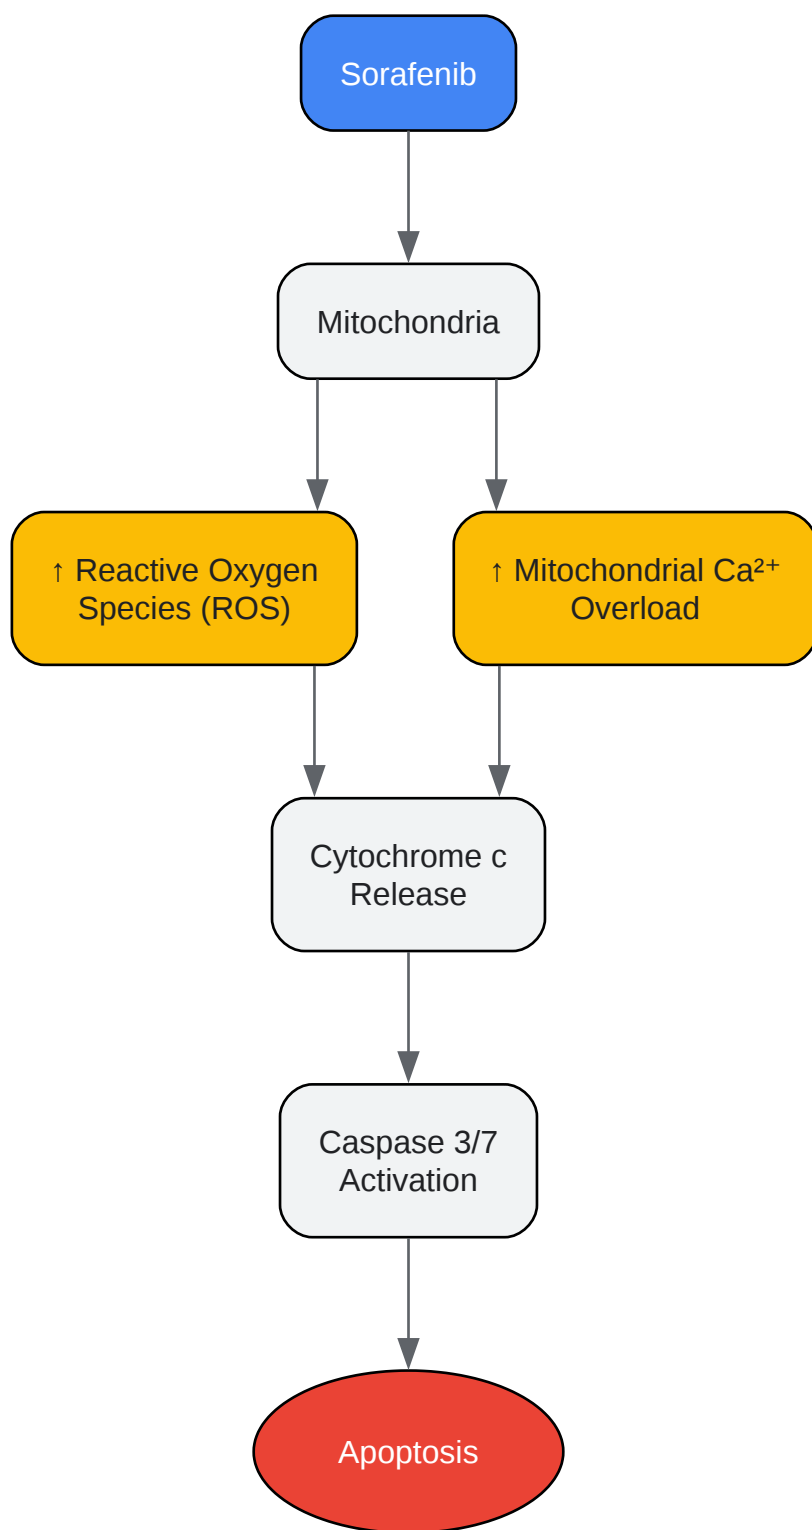 Sorafenib
Mitochondria
↑ Reactive Oxygen
Species (ROS)
↑ Mitochondrial Ca²⁺
Overload
Cytochrome c
Release
Caspase 3/7
Activation
Apoptosis